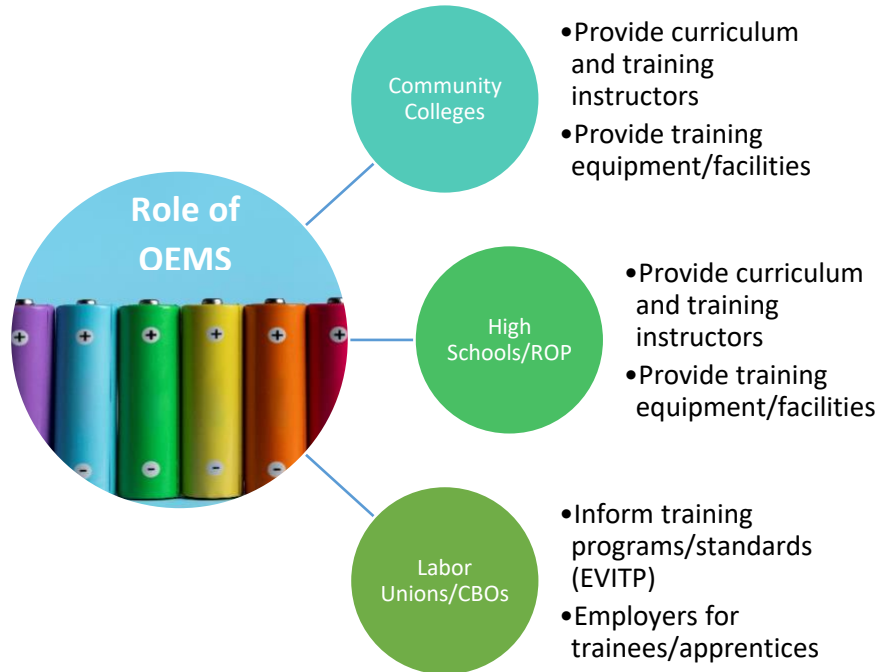 Role of
OEMS
Community
Colleges
•Provide curriculum
and training
instructors
•Provide training
equipment/facilities
High
Schools/ROP
•Provide curriculum
and training
instructors
•Provide training
equipment/facilities
Labor
Unions/CBOs
•Inform training
programs/standards
(EVITP)
•Employers for
trainees/apprentices